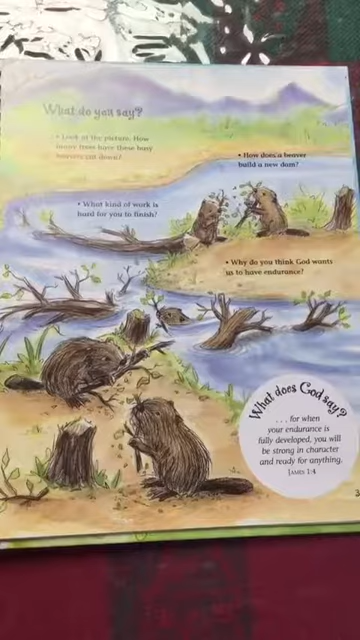 What do you say?
• Look at the picture. How
many trees have these busy
beavers cut down?
• How does a beaver
build a new dam?
• What kind of work is
hard for you to finish?
• Why do you think God wants
us to have endurance?
What does God say?
. . . for when
your endurance is
fully developed, you will
be strong in character
and ready for anything.
JAMES 1:4